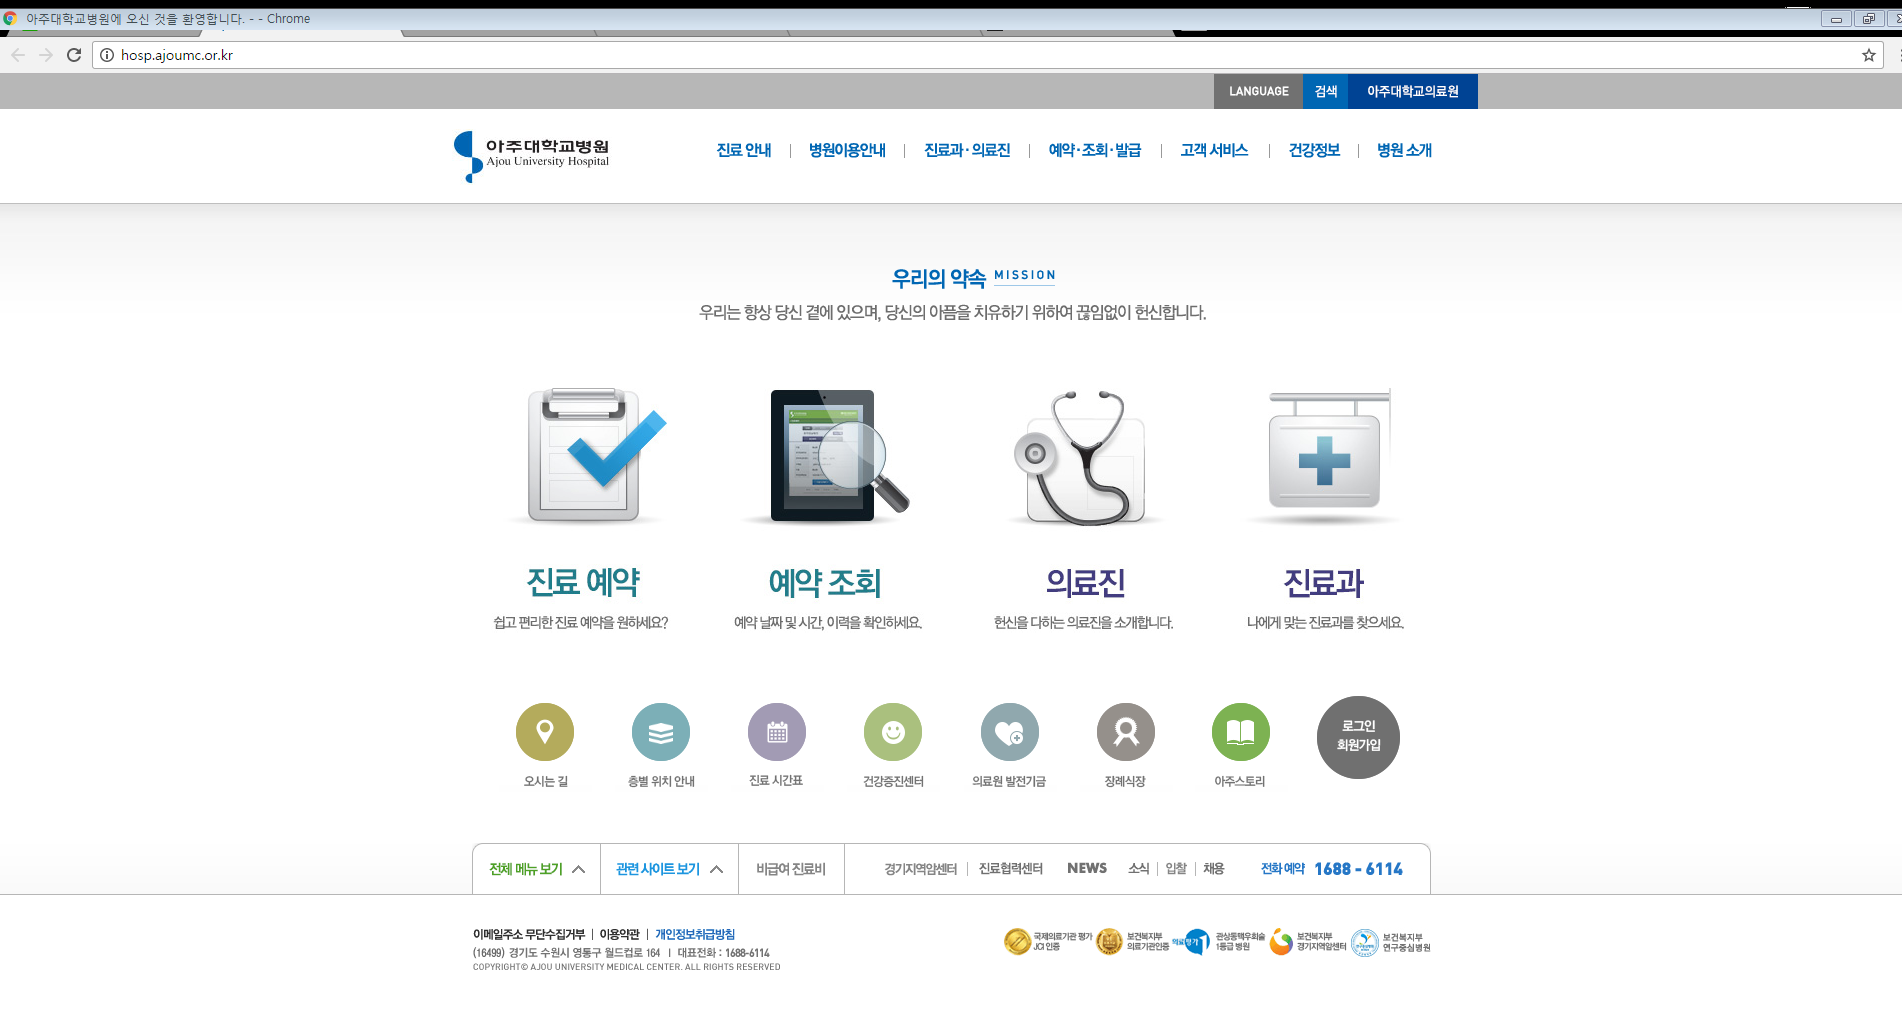 아주대학교병원에 오신 것을 환영합니다. - - Chrome
hosp.ajoumc.or.kr
LANGUAGE 검색 아주대학교의료원
아주대학교병원
Ajou University Hospital
진료 안내 병원이용안내 진료과·의료진 예약·조회·발급 고객 서비스 건강정보 병원 소개
우리의 약속 MISSION
우리는 항상 당신 곁에 있으며, 당신의 아픔을 치유하기 위하여 끊임없이 헌신합니다.
진료 예약 예약 조회 의료진 진료과
쉽고 편리한 진료 예약을 원하세요? 예약 날짜 및 시간, 이력을 확인하세요. 헌신을 다하는 의료진을 소개합니다. 나에게 맞는 진료과를 찾으세요.
로그인
회원가입
오시는 길 층별 위치 안내 진료 시간표 건강증진센터 의료원 발전기금 장례식장 아주스토리
전체 메뉴 보기 관련 사이트 보기 비급여 진료비 경기지역암센터 진료협력센터 NEWS 소식 입찰 채용 전화 예약 1688 - 6114
이메일주소 무단수집거부 | 이용약관 | 개인정보취급방침
(16499) 경기도 수원시 영통구 월드컵로 164 | 대표전화 : 1688-6114
COPYRIGHT© AJOU UNIVERSITY MEDICAL CENTER. ALL RIGHTS RESERVED
국제의료기관 평가
JCI 인증
보건복지부
의료기관인증
의료평가 1
관상동맥우회술
1등급 병원
보건복지부
경기지역암센터
보건복지부
연구중심병원